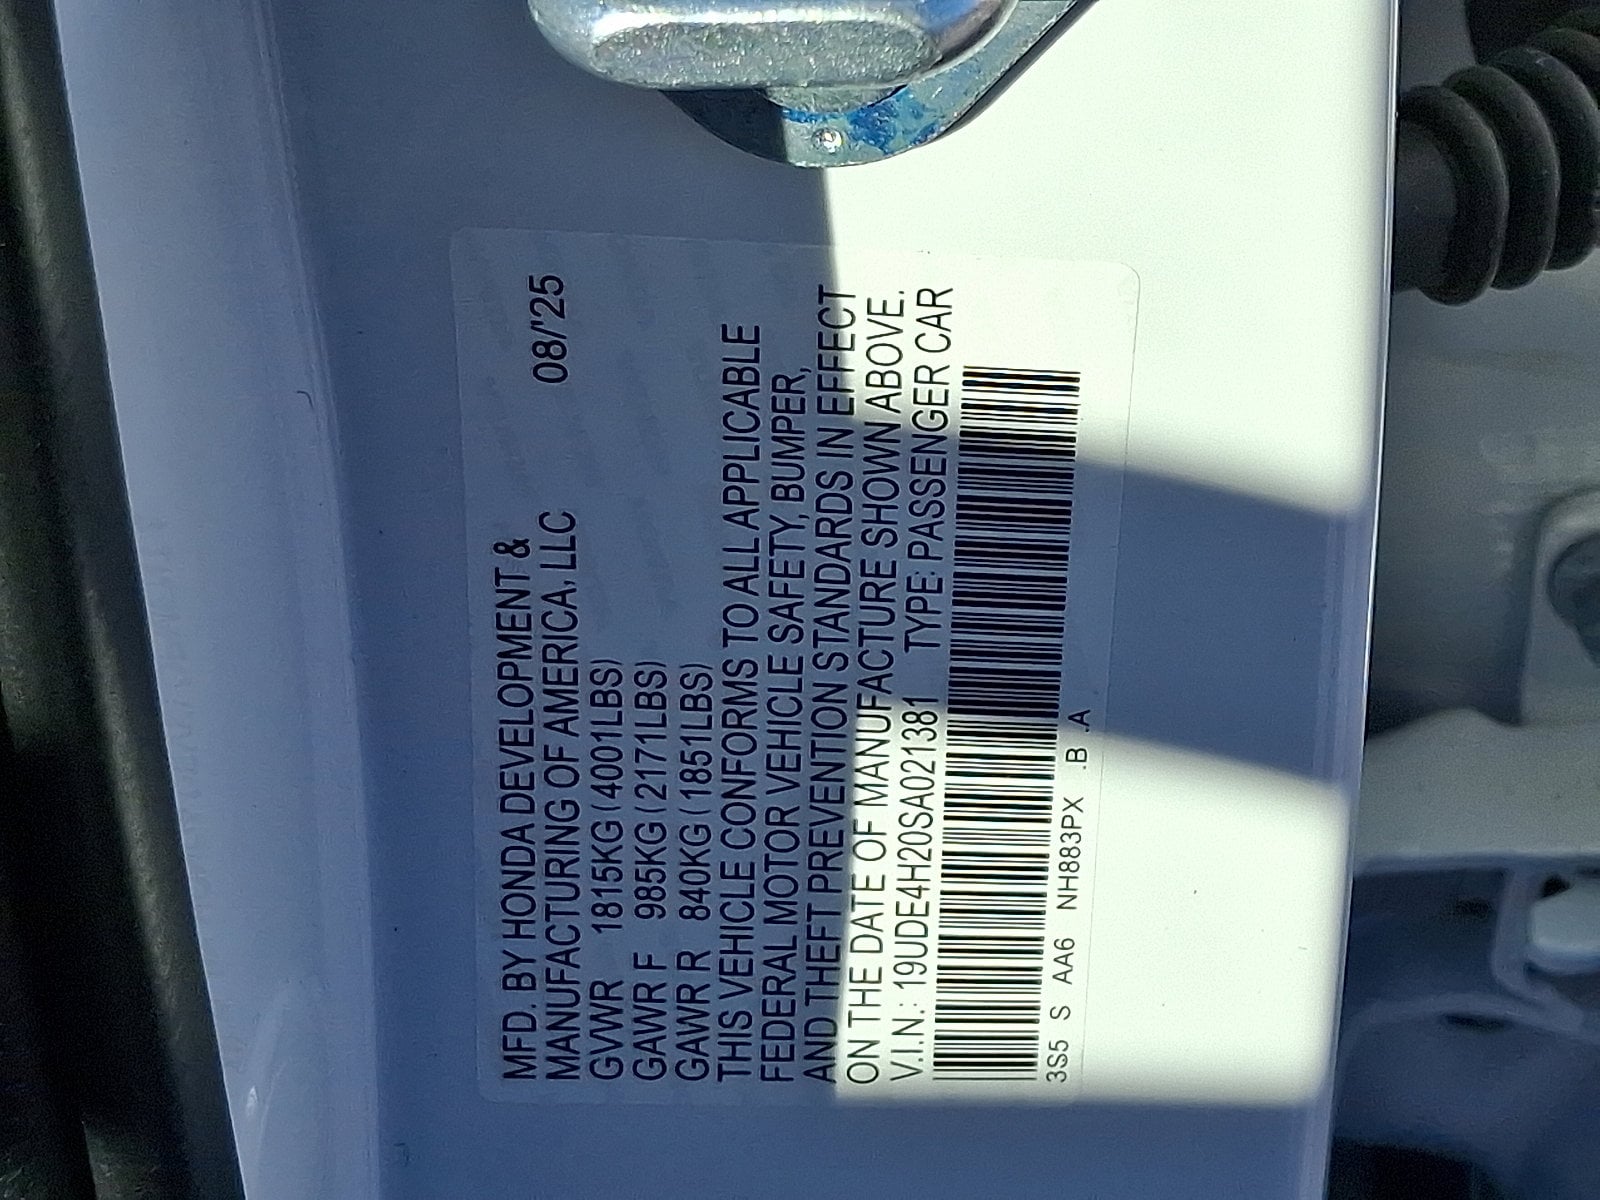 MFD. BY HONDA DEVELOPMENT &
MANUFACTURING OF AMERICA, LLC 08/'25
GVWR 1815KG (4001LBS)
GAWR F 985KG (2171LBS)
GAWR R 840KG (1851LBS)
THIS VEHICLE CONFORMS TO ALL APPLICABLE
FEDERAL MOTOR VEHICLE SAFETY, BUMPER,
AND THEFT PREVENTION STANDARDS IN EFFECT
ON THE DATE OF MANUFACTURE SHOWN ABOVE.
V.I.N.: 19UDE4H20SA021381 TYPE: PASSENGER CAR
3S5 S AA6 NH883PX .B .A